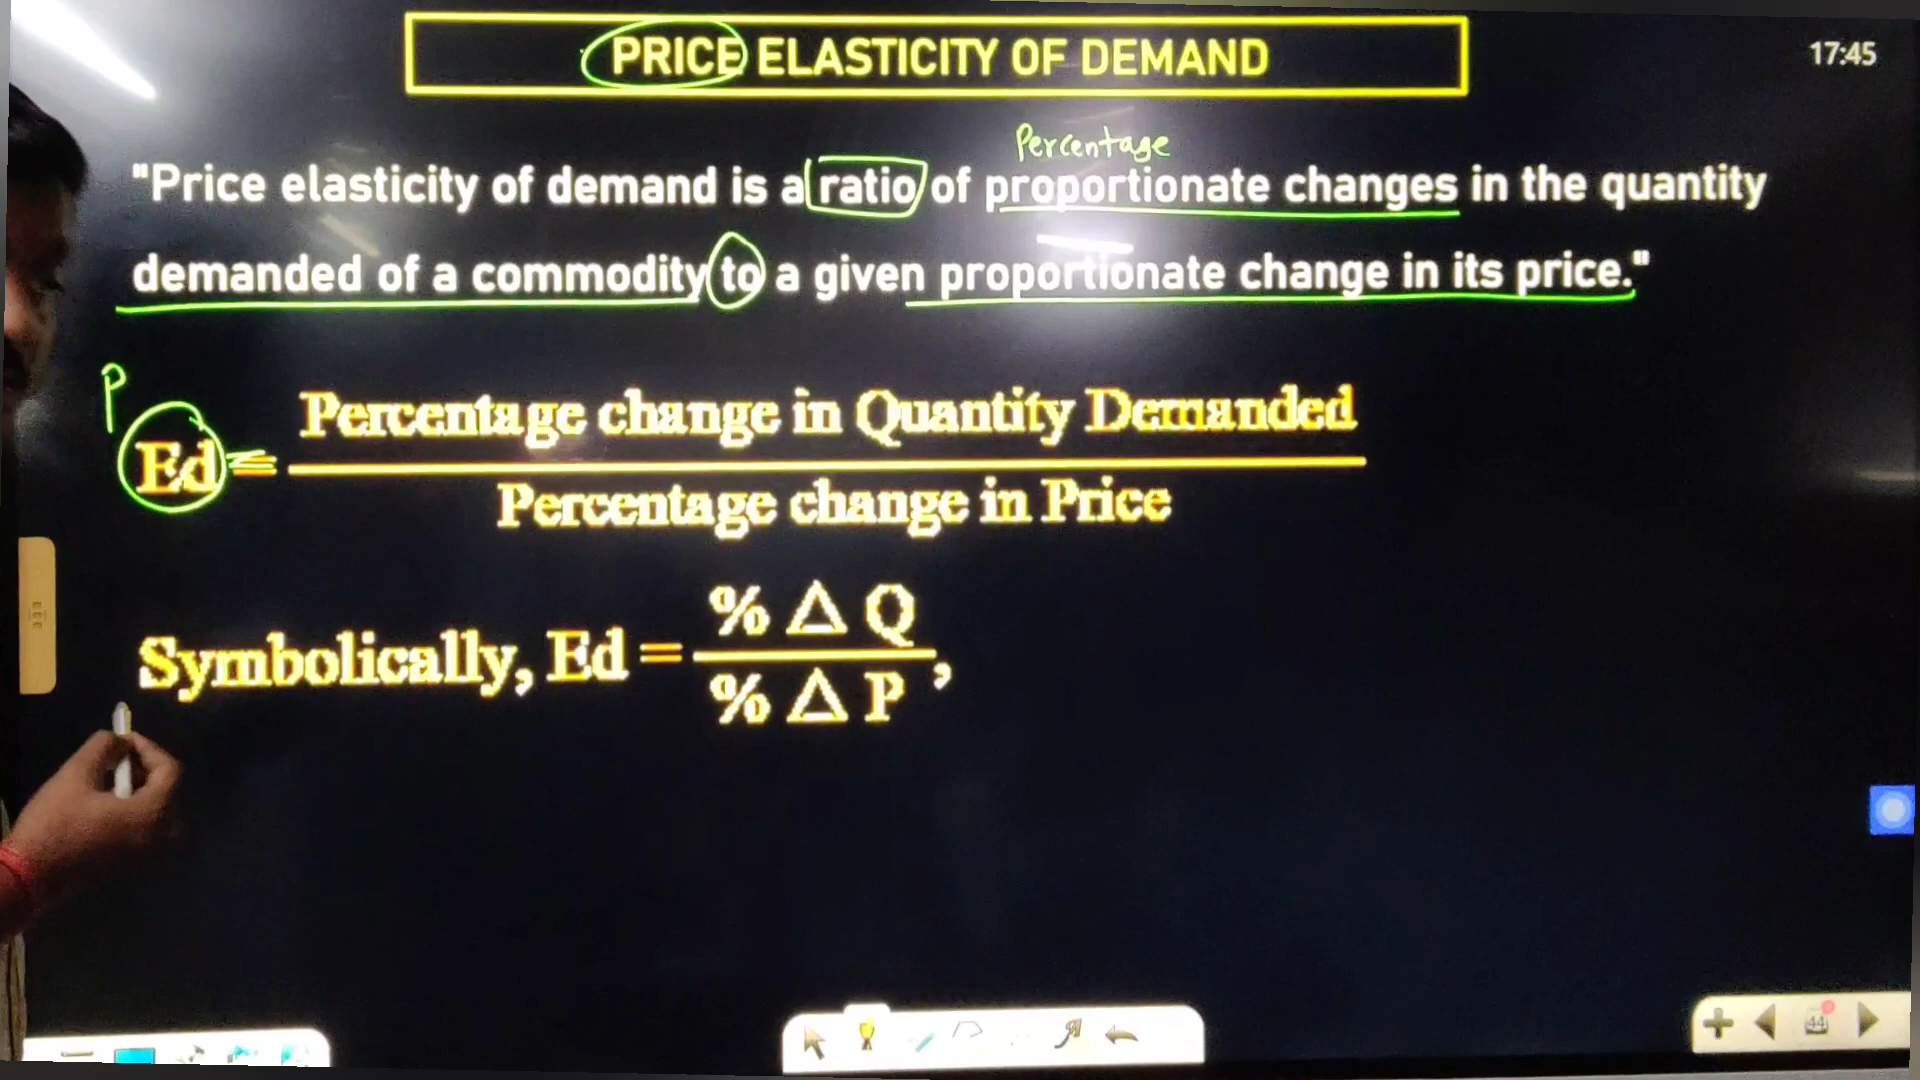 PRICE ELASTICITY OF DEMAND
17:45
Percentage
"Price elasticity of demand is a ratio of proportionate changes in the quantity
demanded of a commodity to a given proportionate change in its price."
P
Percentage change in Quantity Demanded
Ed=
Percentage change in Price
% △ Q
Symbolically, Ed = ,
% △ P
44